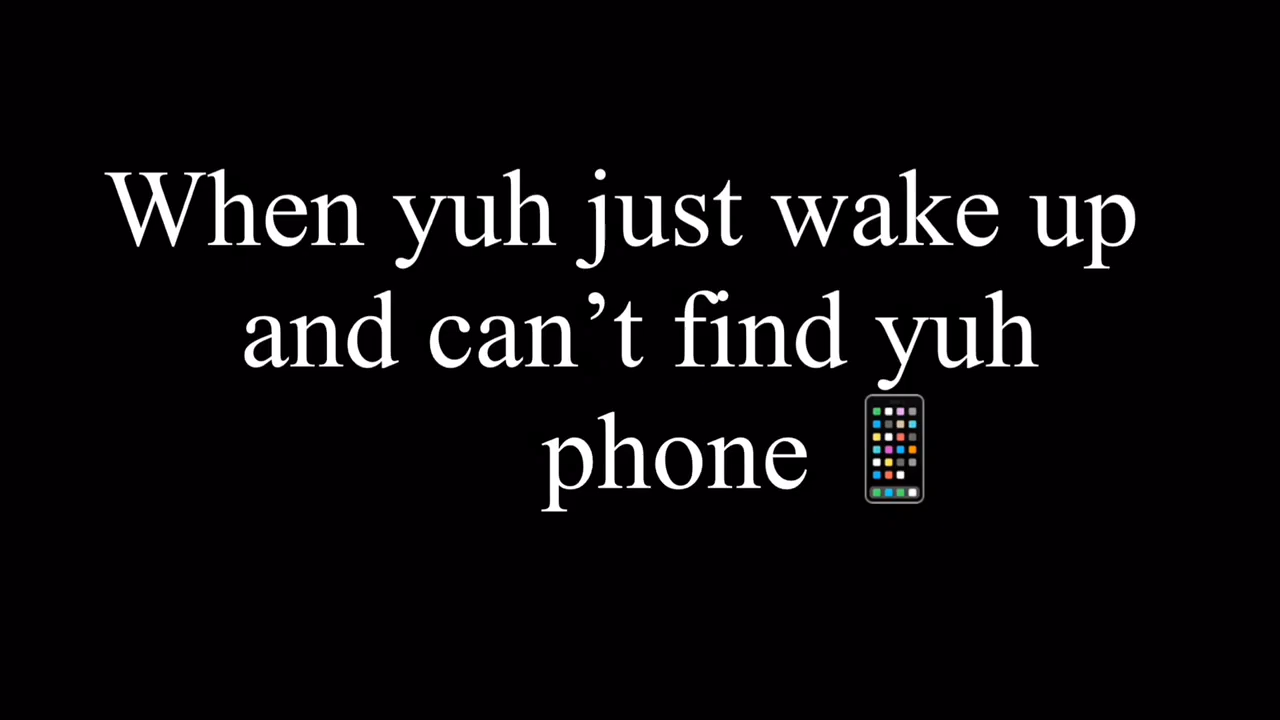 When yuh just wake up
and can’t find yuh
phone 📱